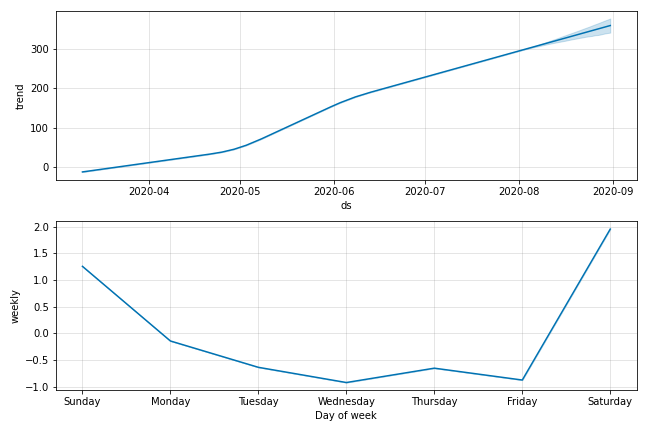 300
200
100
0
trend
2020-04 2020-05 2020-06 2020-07 2020-08 2020-09
ds
2.0
1.5
1.0
0.5
0.0
−0.5
−1.0
weekly
Sunday Monday Tuesday Wednesday Thursday Friday Saturday
Day of week